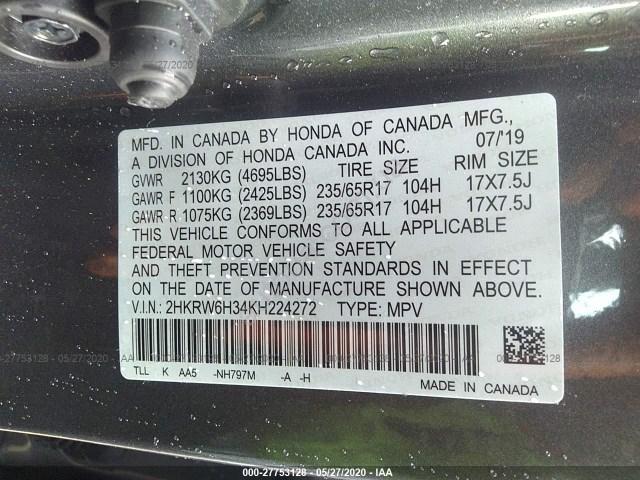 MFD. IN CANADA BY HONDA OF CANADA MFG.,
A DIVISION OF HONDA CANADA INC. 07/'19
GVWR 2130KG (4695LBS) TIRE SIZE RIM SIZE
GAWR F 1100KG (2425LBS) 235/65R17 104H 17X7.5J
GAWR R 1075KG (2369LBS) 235/65R17 104H 17X7.5J
THIS VEHICLE CONFORMS TO ALL APPLICABLE
FEDERAL MOTOR VEHICLE SAFETY
AND THEFT PREVENTION STANDARDS IN EFFECT
ON THE DATE OF MANUFACTURE SHOWN ABOVE.
V.I.N.: 2HKRW6H34KH224272 TYPE: MPV
TLL K AA5 -NH797M -A -H
MADE IN CANADA
000-27753128 - 05/27/2020 - IAA